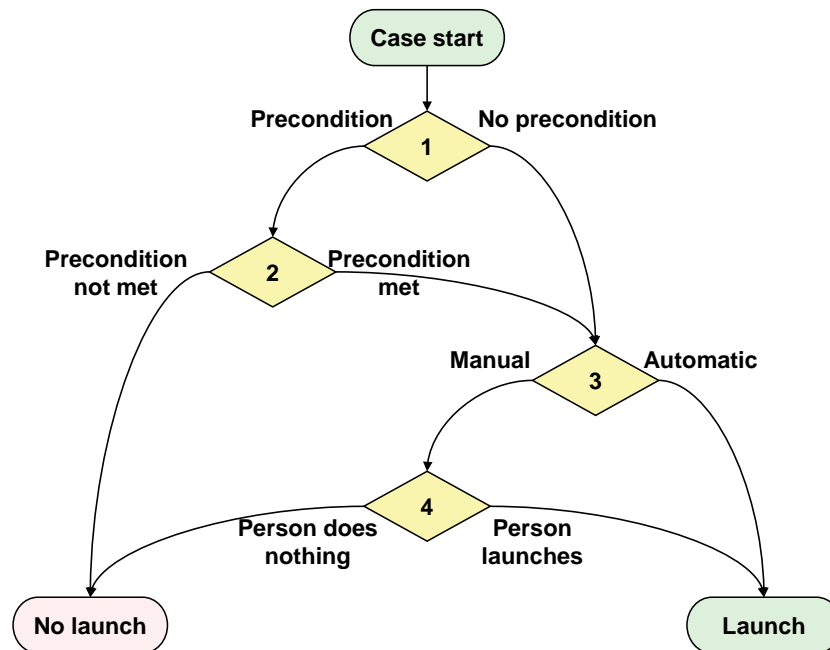 Case start
Precondition
No precondition
1
Precondition
not met
2
Precondition
met
Manual
3
Automatic
4
Person does
nothing
Person
launches
No launch
Launch